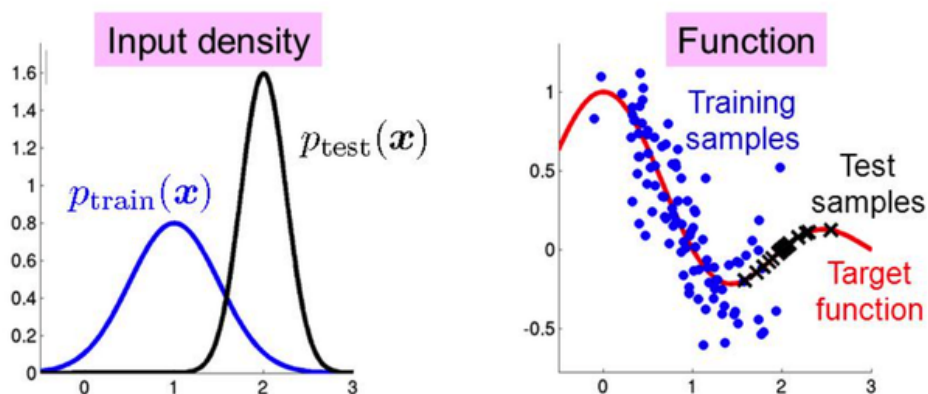 Input density
1.6
1.4
1.2
1
0.8
0.6
0.4
0.2
0
0
1
2
3
p_train(x)
p_test(x)
Function
1
0.5
0
-0.5
0
1
2
3
Training
samples
Test
samples
Target
function